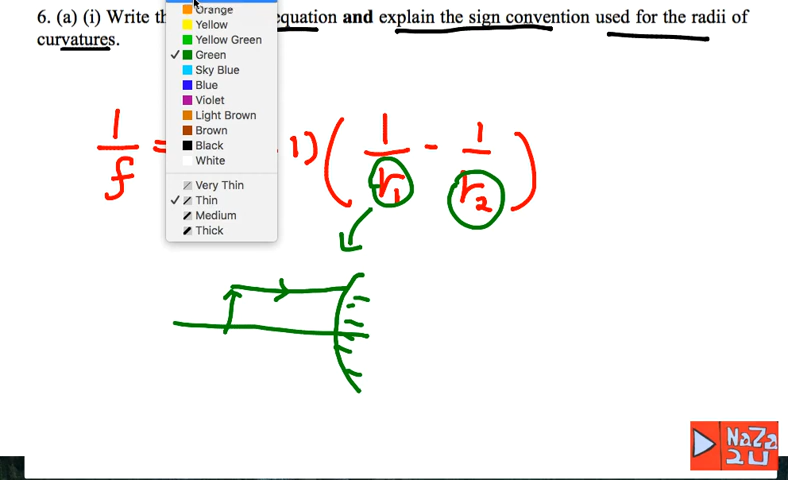 6. (a) (i) Write th equation and explain the sign convention used for the radii of
curvatures.
Orange
Yellow
Yellow Green
✓ Green
Sky Blue
Blue
Violet
Light Brown
Brown
Black
White
Very Thin
✓ Thin
Medium
Thick
1/f = 1)(1/r₁ - 1/r₂)
NaZa
2U